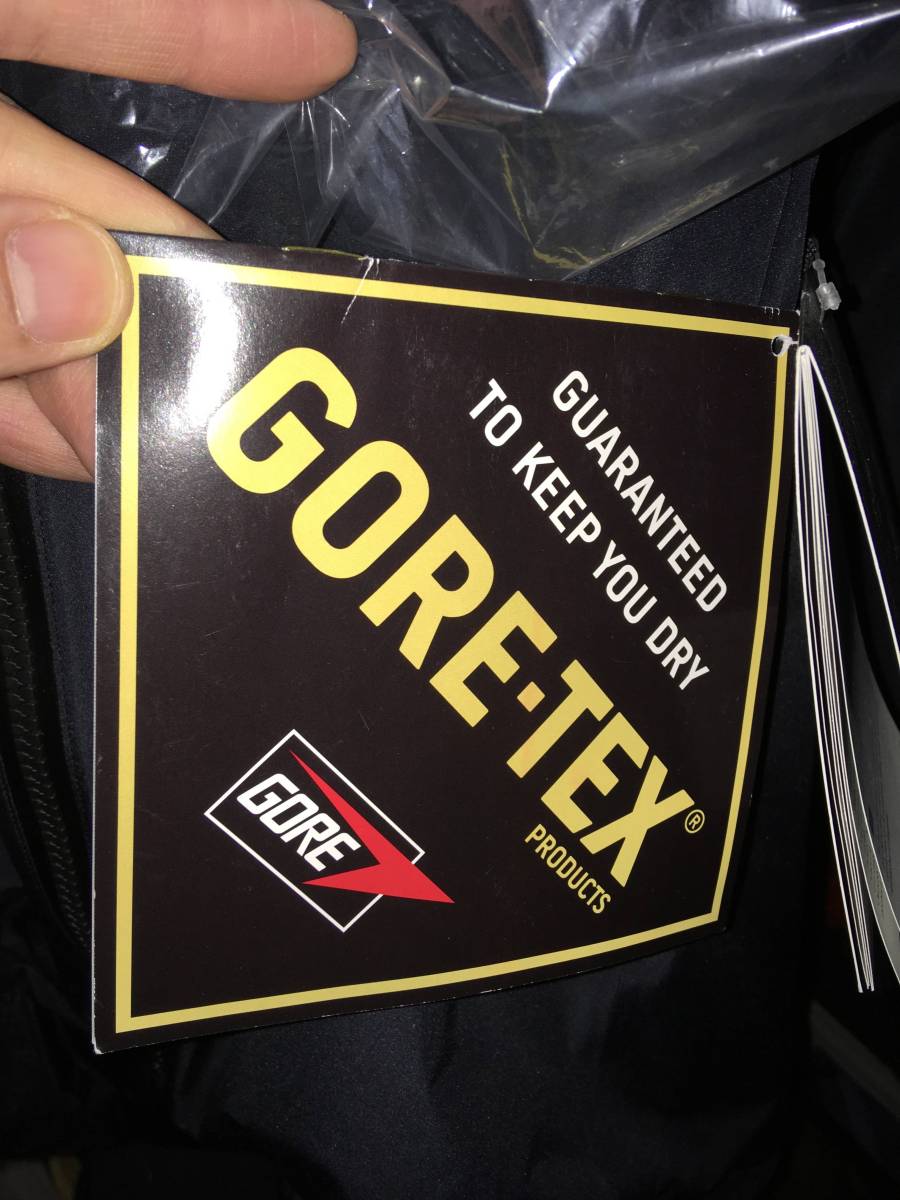 GUARANTEED
TO KEEP YOU DRY
GORE-TEX®
PRODUCTS
GORE